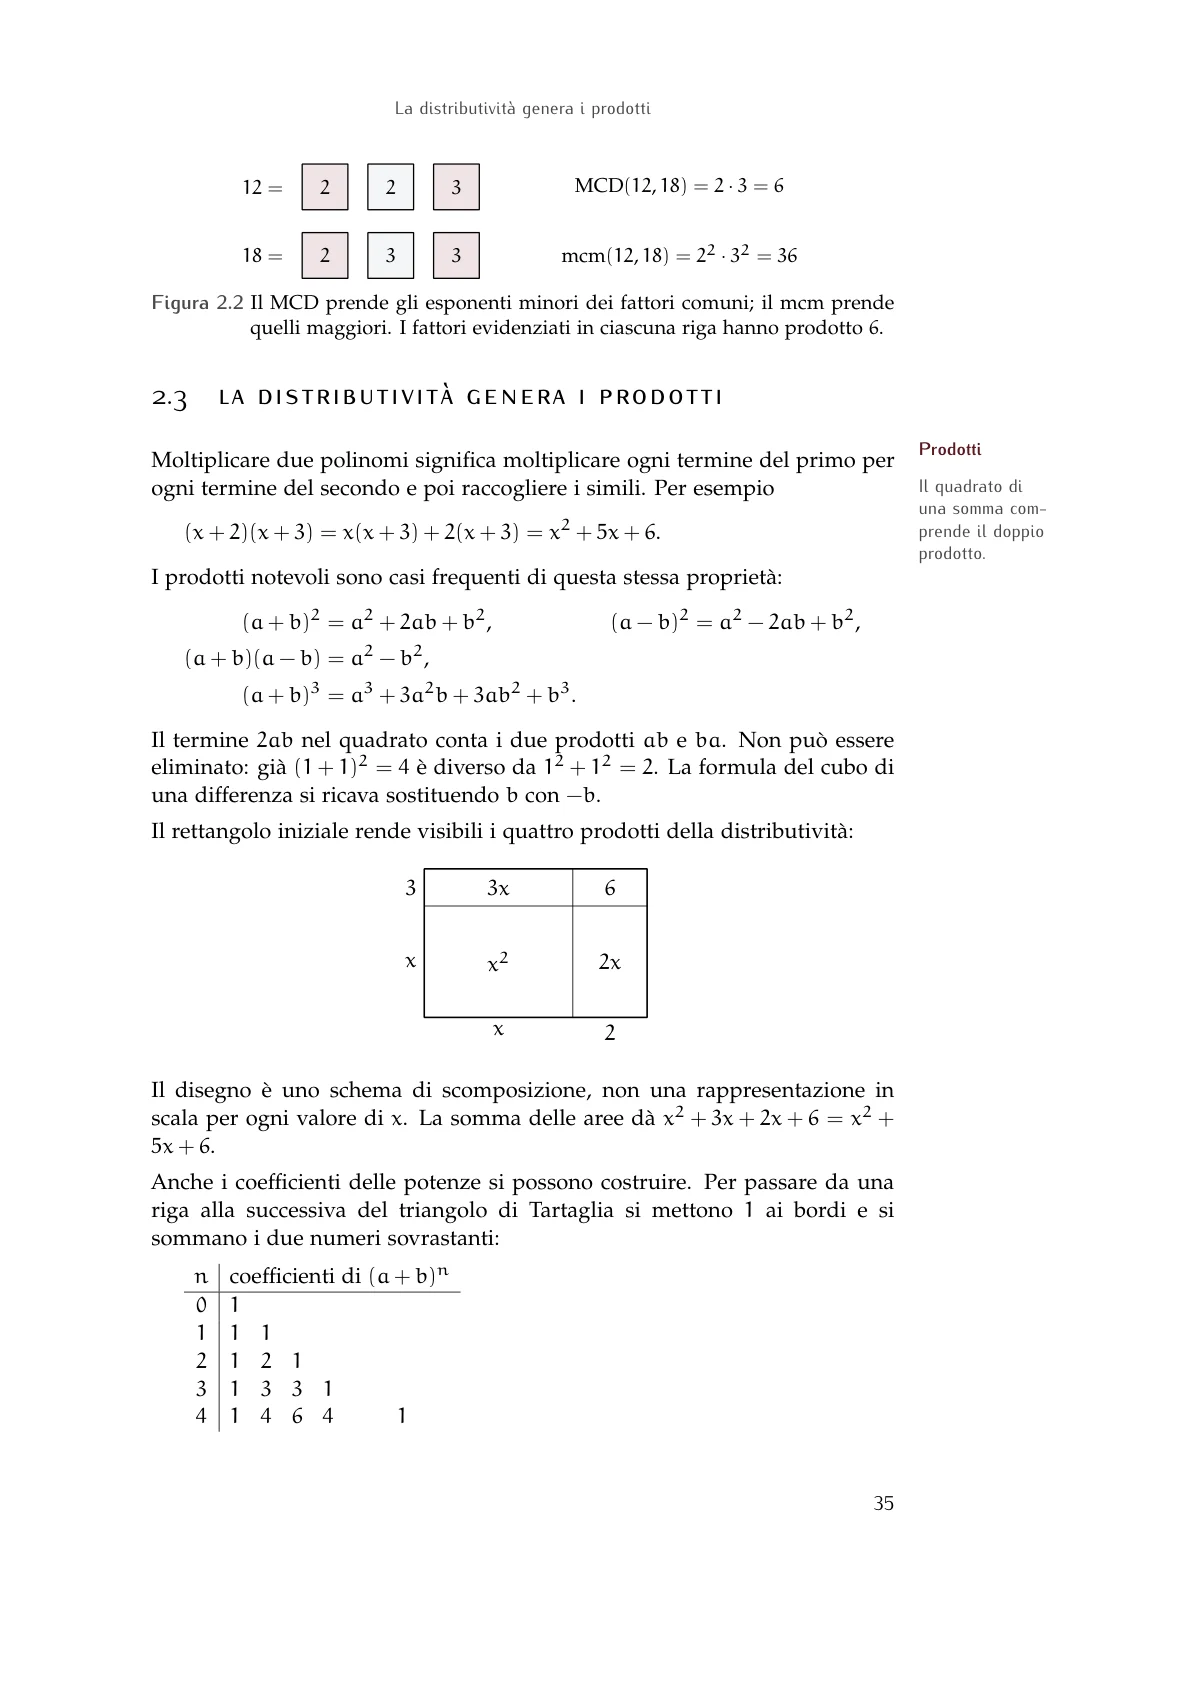 La distributività genera i prodotti
12 = 2 2 3 MCD(12, 18) = 2 · 3 = 6
18 = 2 3 3 mcm(12, 18) = 2² · 3² = 36
Figura 2.2 Il MCD prende gli esponenti minori dei fattori comuni; il mcm prende
quelli maggiori. I fattori evidenziati in ciascuna riga hanno prodotto 6.
2.3 LA DISTRIBUTIVITÀ GENERA I PRODOTTI
Moltiplicare due polinomi significa moltiplicare ogni termine del primo per
ogni termine del secondo e poi raccogliere i simili. Per esempio
(x + 2)(x + 3) = x(x + 3) + 2(x + 3) = x² + 5x + 6.
Prodotti
Il quadrato di
una somma com-
prende il doppio
prodotto.
I prodotti notevoli sono casi frequenti di questa stessa proprietà:
(a + b)² = a² + 2ab + b², (a − b)² = a² − 2ab + b²,
(a + b)(a − b) = a² − b²,
(a + b)³ = a³ + 3a²b + 3ab² + b³.
Il termine 2ab nel quadrato conta i due prodotti ab e ba. Non può essere
eliminato: già (1 + 1)² = 4 è diverso da 1² + 1² = 2. La formula del cubo di
una differenza si ricava sostituendo b con −b.
Il rettangolo iniziale rende visibili i quattro prodotti della distributività:
3 3x 6
x x² 2x
x 2
Il disegno è uno schema di scomposizione, non una rappresentazione in
scala per ogni valore di x. La somma delle aree dà x² + 3x + 2x + 6 = x² +
5x + 6.
Anche i coefficienti delle potenze si possono costruire. Per passare da una
riga alla successiva del triangolo di Tartaglia si mettono 1 ai bordi e si
sommano i due numeri sovrastanti:
n coefficienti di (a + b)ⁿ
0 1
1 1 1
2 1 2 1
3 1 3 3 1
4 1 4 6 4 1
35